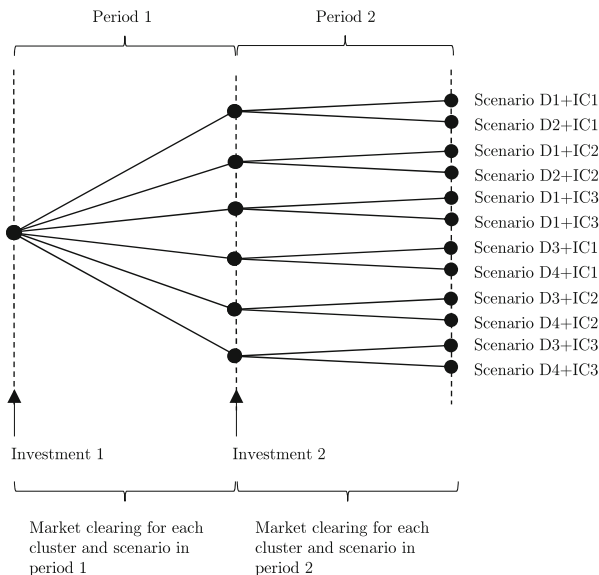 Period 1
Period 2
Scenario D1+IC1
Scenario D2+IC1
Scenario D1+IC2
Scenario D2+IC2
Scenario D1+IC3
Scenario D1+IC3
Scenario D3+IC1
Scenario D4+IC1
Scenario D3+IC2
Scenario D4+IC2
Scenario D3+IC3
Scenario D4+IC3
Investment 1
Investment 2
Market clearing for each
cluster and scenario in
period 1
Market clearing for each
cluster and scenario in
period 2